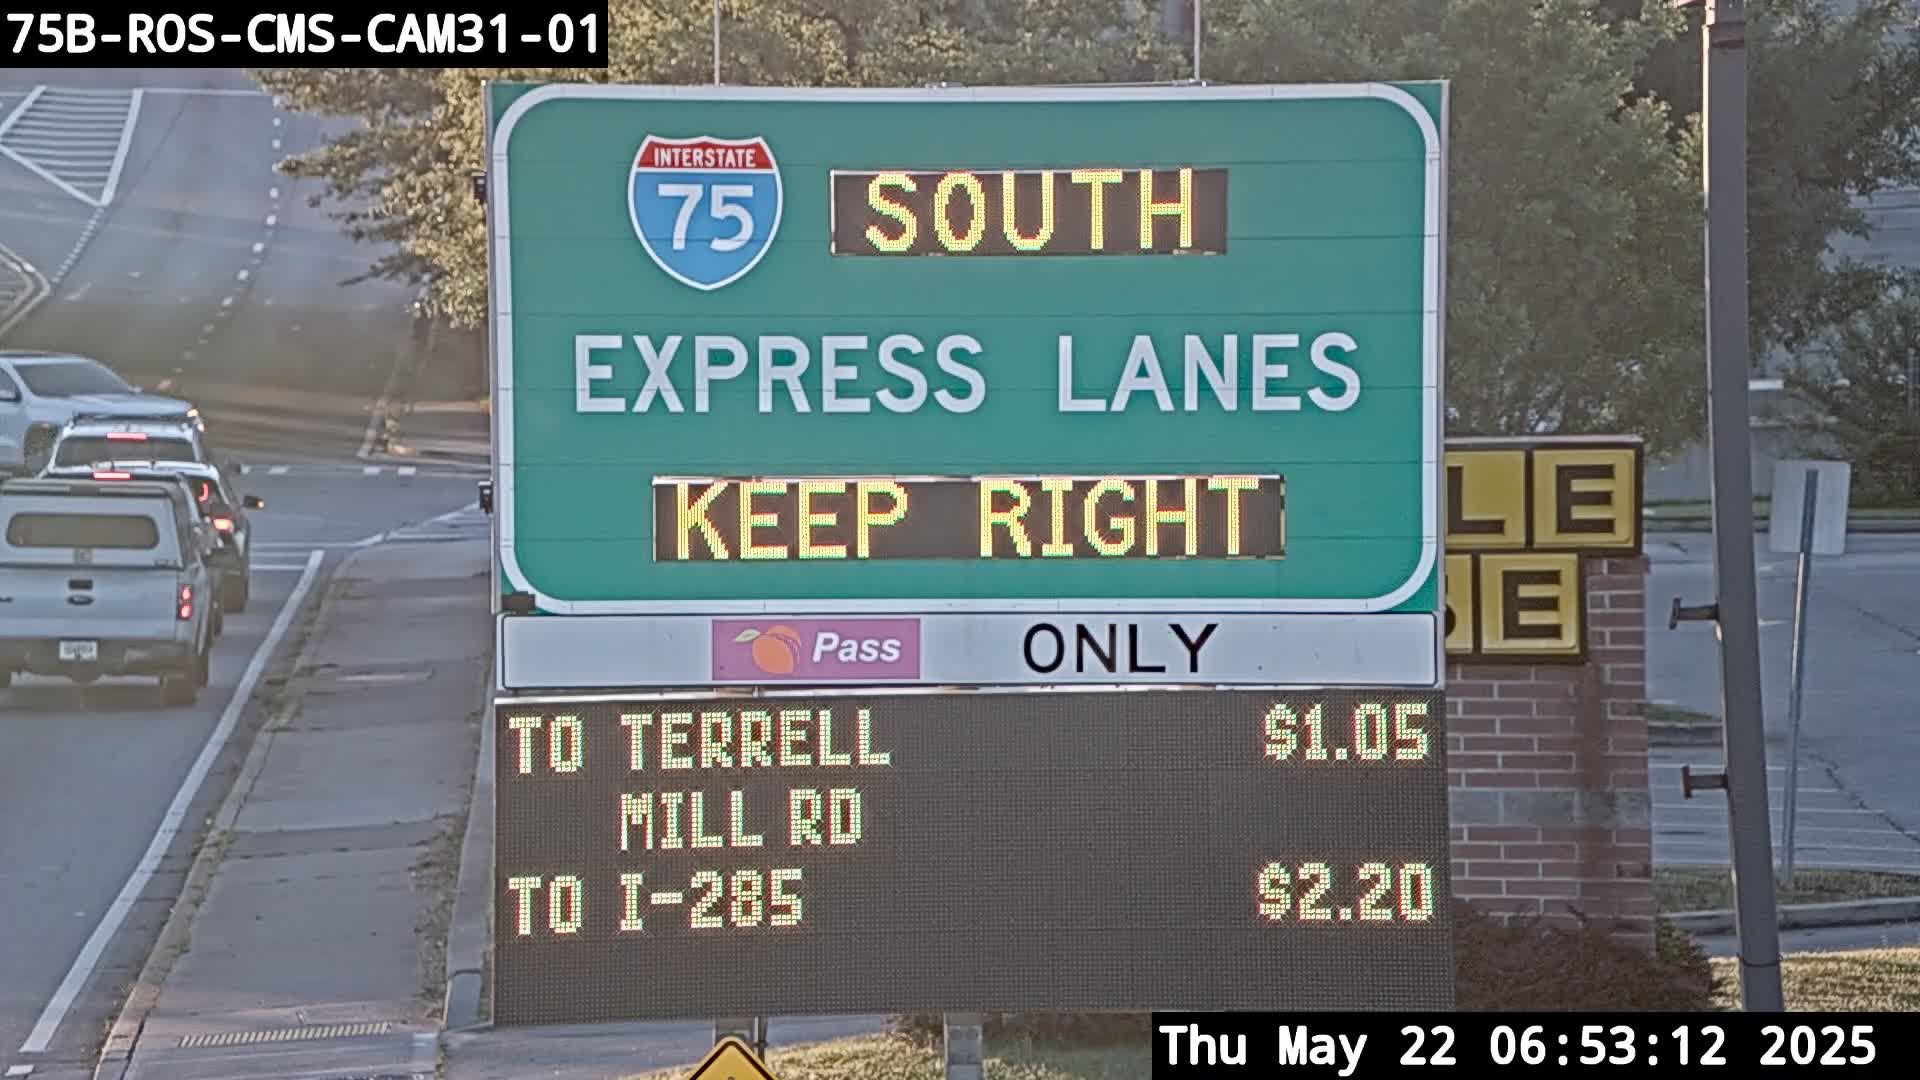 75B-ROS-CMS-CAM31-01
INTERSTATE
75
SOUTH
EXPRESS LANES
KEEP RIGHT
Pass ONLY
TO TERRELL $1.05
MILL RD
TO I-285 $2.20
LE
E
Thu May 22 06:53:12 2025